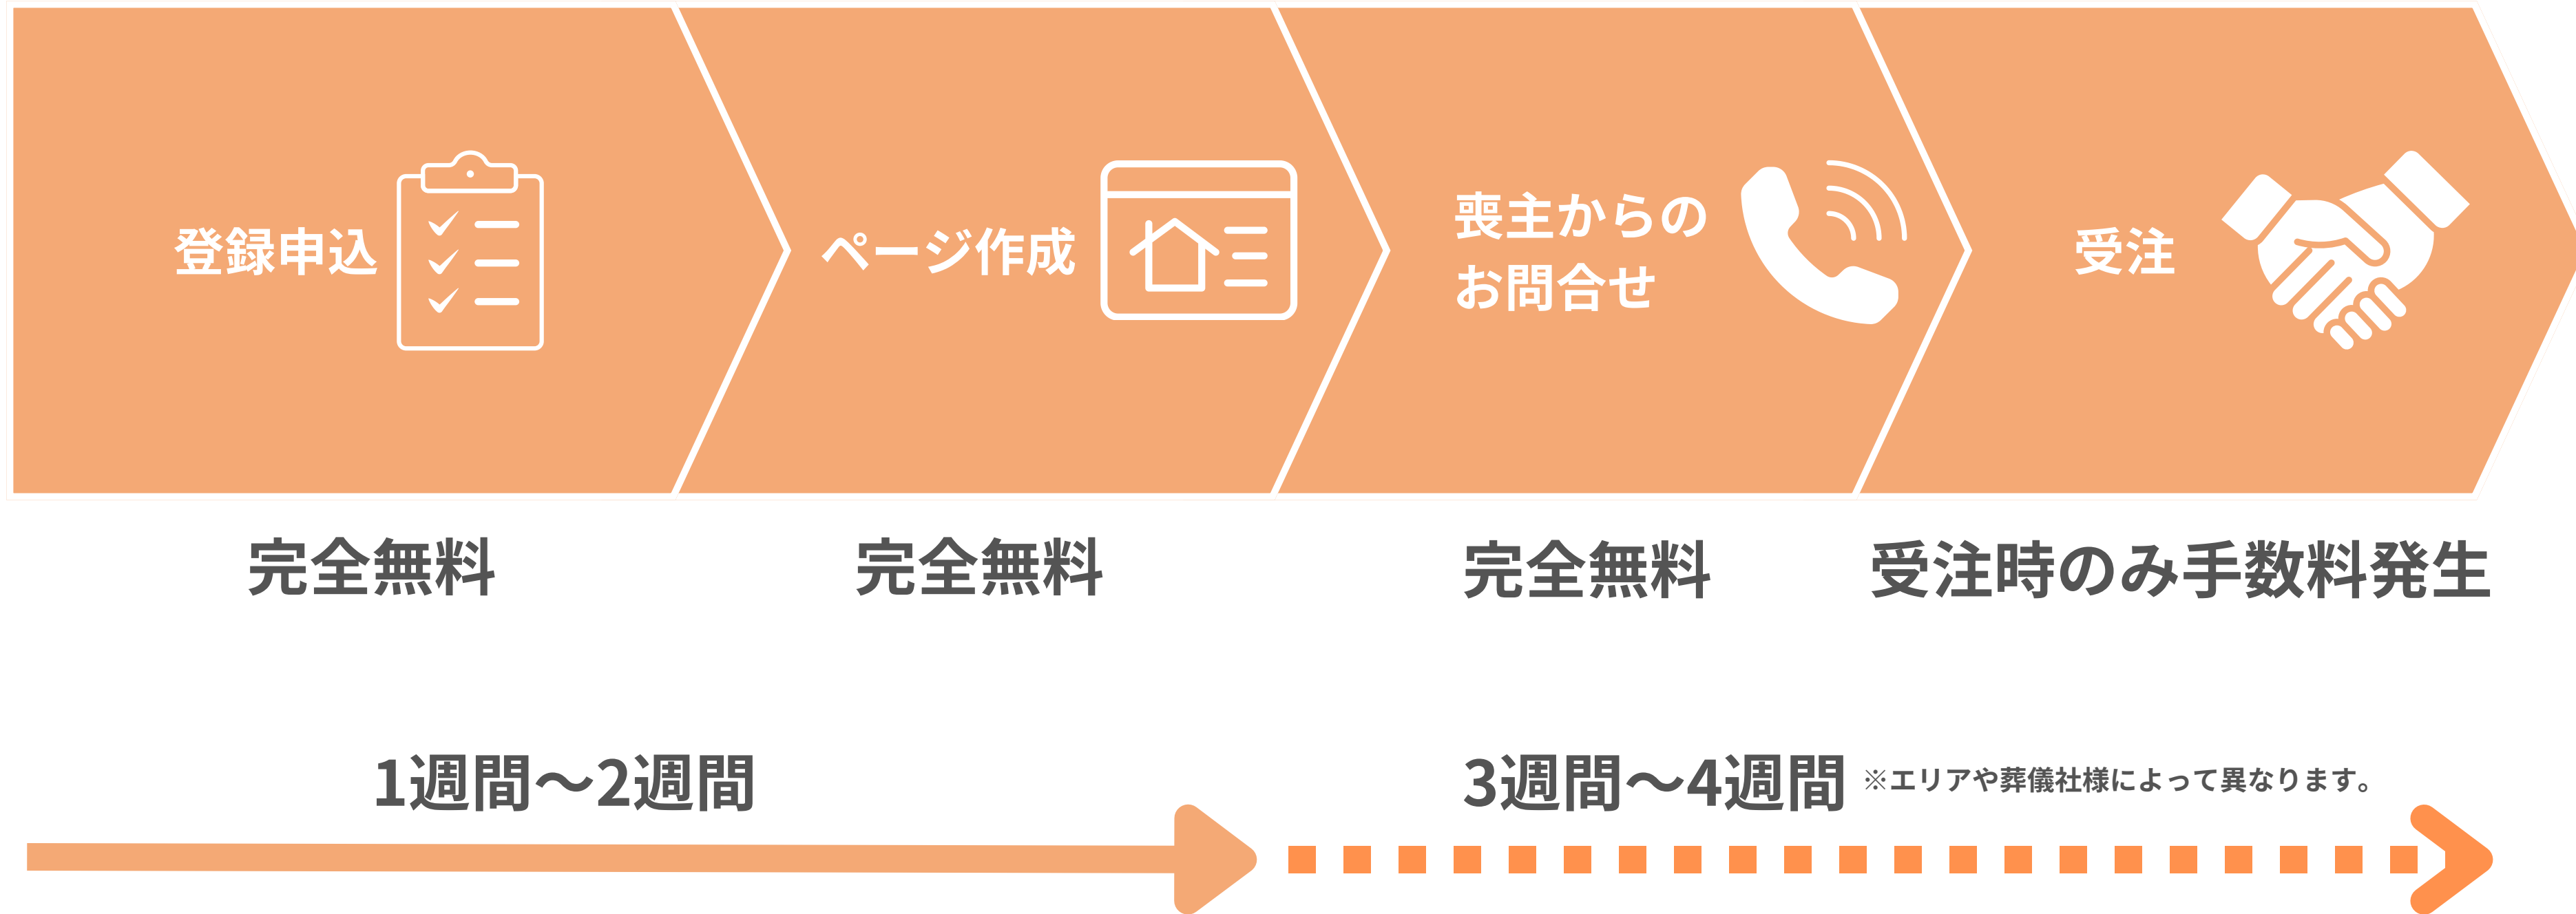 登録申込
ページ作成
喪主からの
お問合せ
受注
完全無料
完全無料
完全無料
受注時のみ手数料発生
1週間～2週間
3週間～4週間
※エリアや葬儀社様によって異なります。